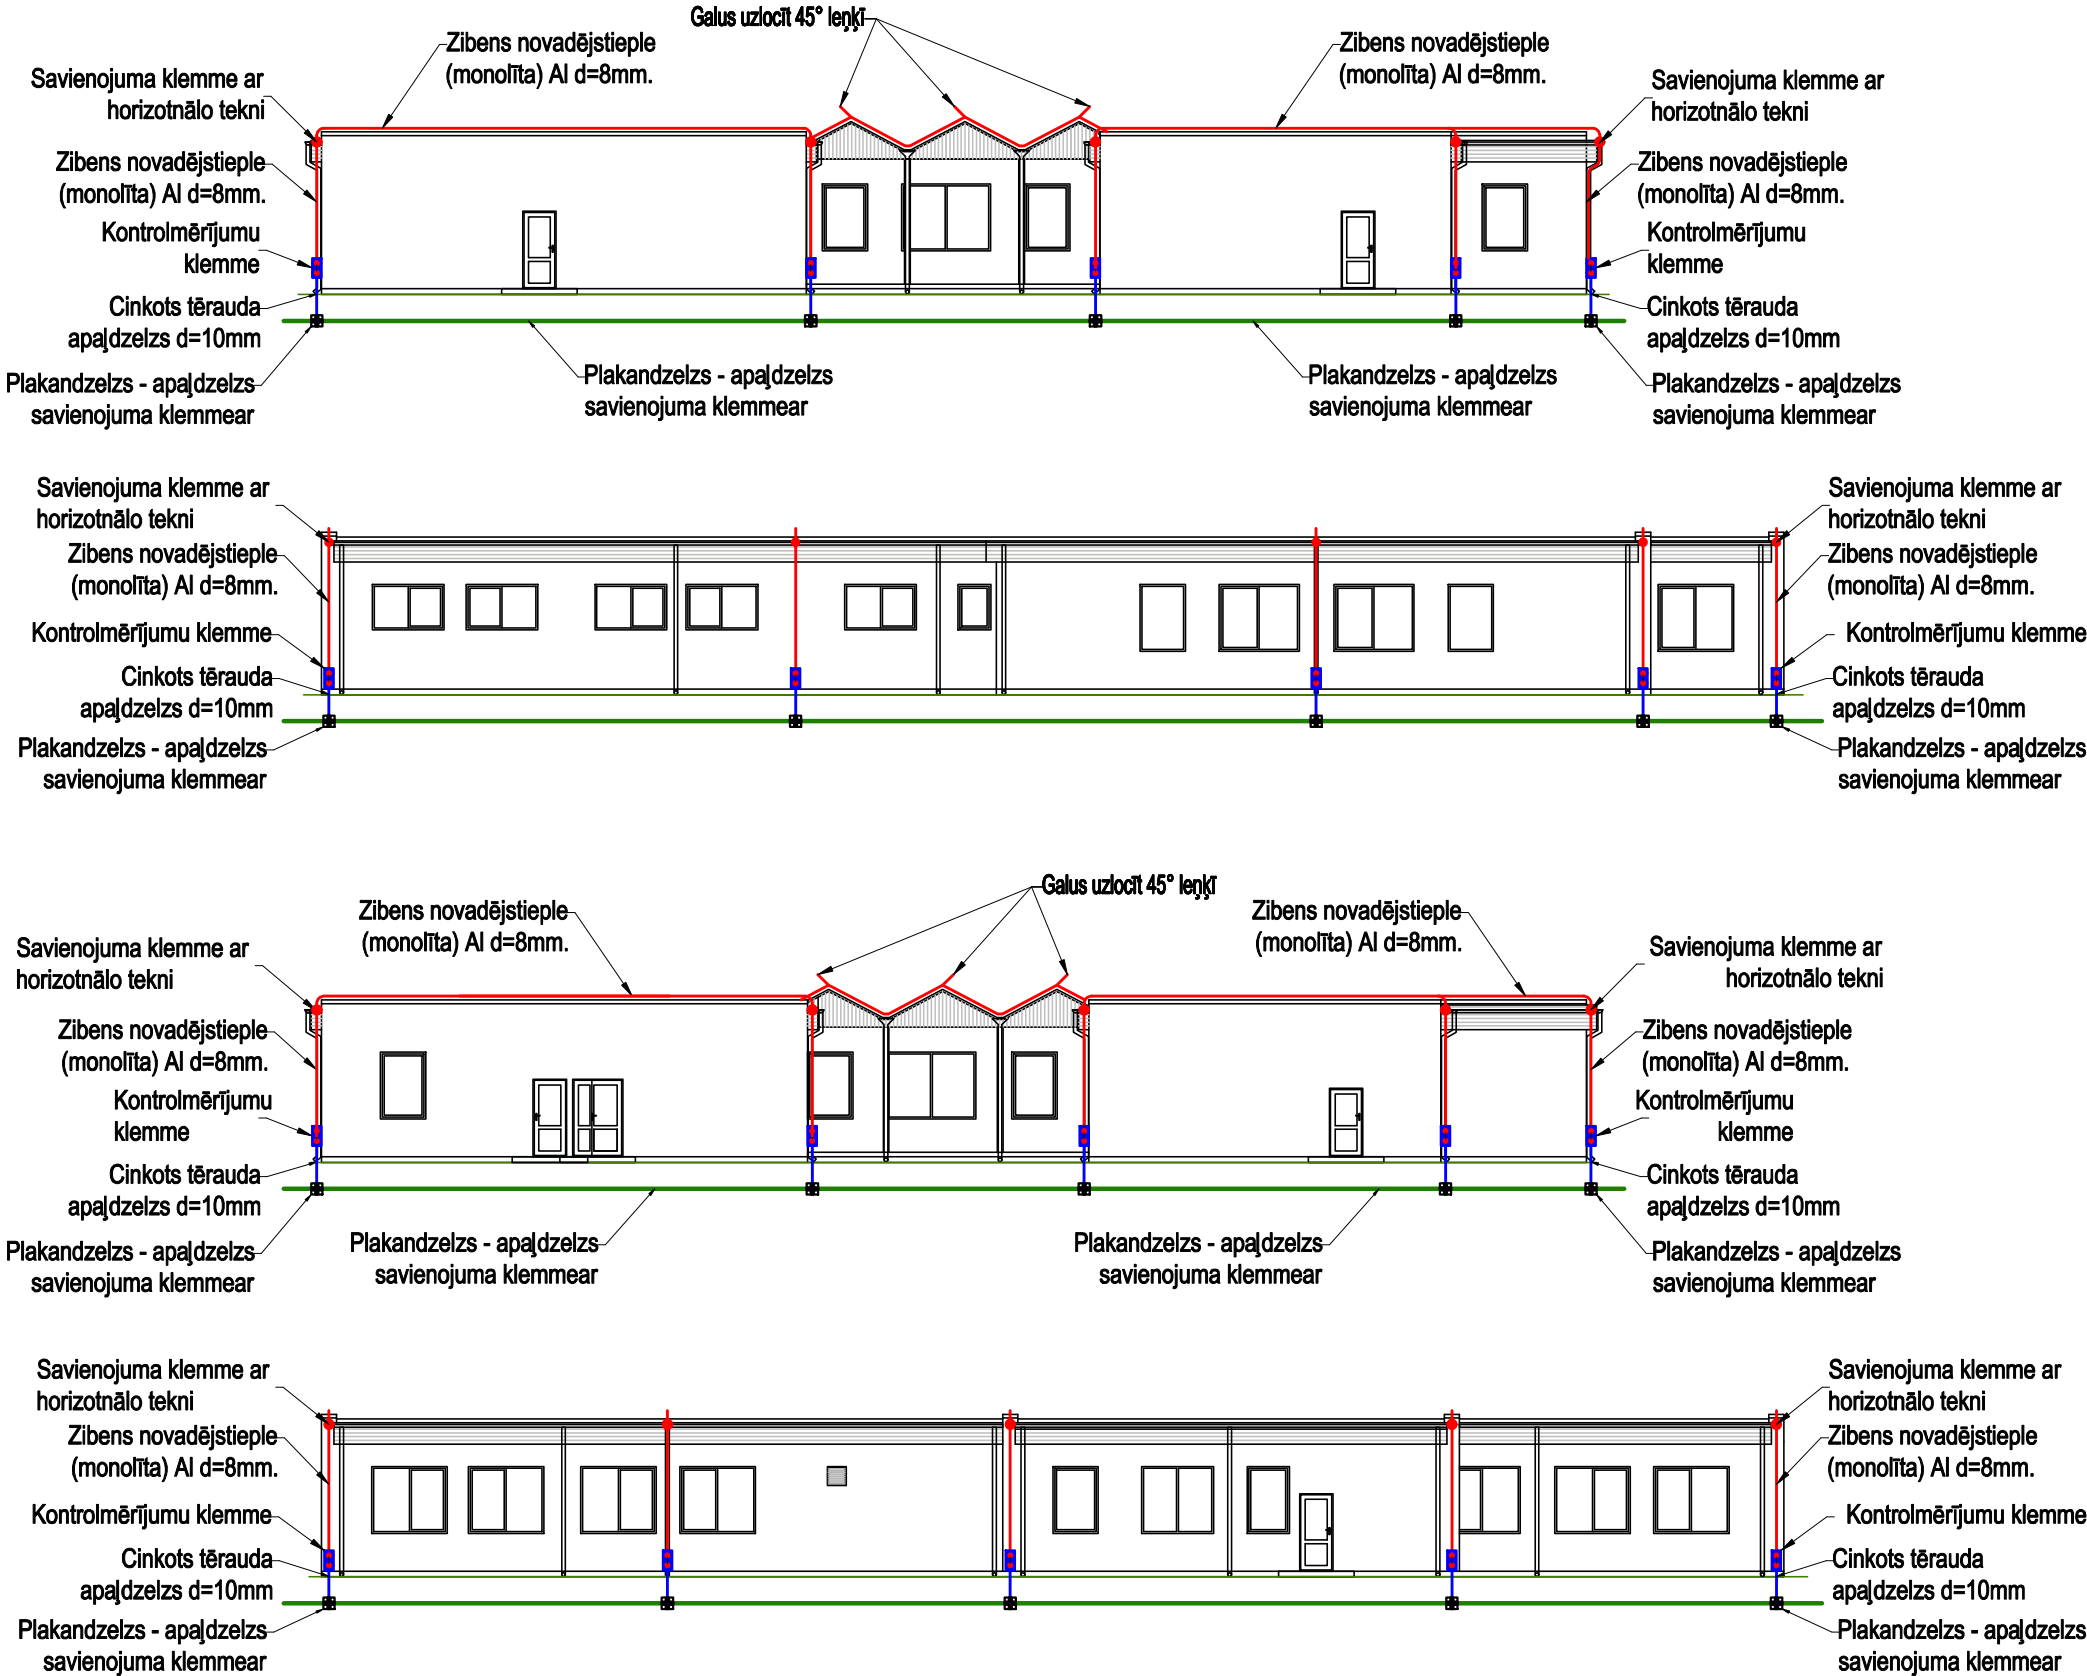 Galus uzlocīt 45° leņķī
Zibens novadējstieple
(monolīta) Al d=8mm.
Zibens novadējstieple
(monolīta) Al d=8mm.
Savienojuma klemme ar
horizotnālo tekni
Savienojuma klemme ar
horizotnālo tekni
Zibens novadējstieple
(monolīta) Al d=8mm.
Zibens novadējstieple
(monolīta) Al d=8mm.
Kontrolmērījumu
klemme
Kontrolmērījumu
klemme
Cinkots tērauda
apaļdzelzs d=10mm
Cinkots tērauda
apaļdzelzs d=10mm
Plakandzelzs - apaļdzelzs
savienojuma klemmear
Plakandzelzs - apaļdzelzs
savienojuma klemmear
Plakandzelzs - apaļdzelzs
savienojuma klemmear
Plakandzelzs - apaļdzelzs
savienojuma klemmear
Savienojuma klemme ar
horizotnālo tekni
Savienojuma klemme ar
horizotnālo tekni
Zibens novadējstieple
(monolīta) Al d=8mm.
Zibens novadējstieple
(monolīta) Al d=8mm.
Kontrolmērījumu klemme
Kontrolmērījumu klemme
Cinkots tērauda
apaļdzelzs d=10mm
Cinkots tērauda
apaļdzelzs d=10mm
Plakandzelzs - apaļdzelzs
savienojuma klemmear
Plakandzelzs - apaļdzelzs
savienojuma klemmear
Galus uzlocīt 45° leņķī
Zibens novadējstieple
(monolīta) Al d=8mm.
Zibens novadējstieple
(monolīta) Al d=8mm.
Savienojuma klemme ar
horizotnālo tekni
Savienojuma klemme ar
horizotnālo tekni
Zibens novadējstieple
(monolīta) Al d=8mm.
Zibens novadējstieple
(monolīta) Al d=8mm.
Kontrolmērījumu
klemme
Kontrolmērījumu
klemme
Cinkots tērauda
apaļdzelzs d=10mm
Cinkots tērauda
apaļdzelzs d=10mm
Plakandzelzs - apaļdzelzs
savienojuma klemmear
Plakandzelzs - apaļdzelzs
savienojuma klemmear
Plakandzelzs - apaļdzelzs
savienojuma klemmear
Plakandzelzs - apaļdzelzs
savienojuma klemmear
Savienojuma klemme ar
horizotnālo tekni
Savienojuma klemme ar
horizotnālo tekni
Zibens novadējstieple
(monolīta) Al d=8mm.
Zibens novadējstieple
(monolīta) Al d=8mm.
Kontrolmērījumu klemme
Kontrolmērījumu klemme
Cinkots tērauda
apaļdzelzs d=10mm
Cinkots tērauda
apaļdzelzs d=10mm
Plakandzelzs - apaļdzelzs
savienojuma klemmear
Plakandzelzs - apaļdzelzs
savienojuma klemmear